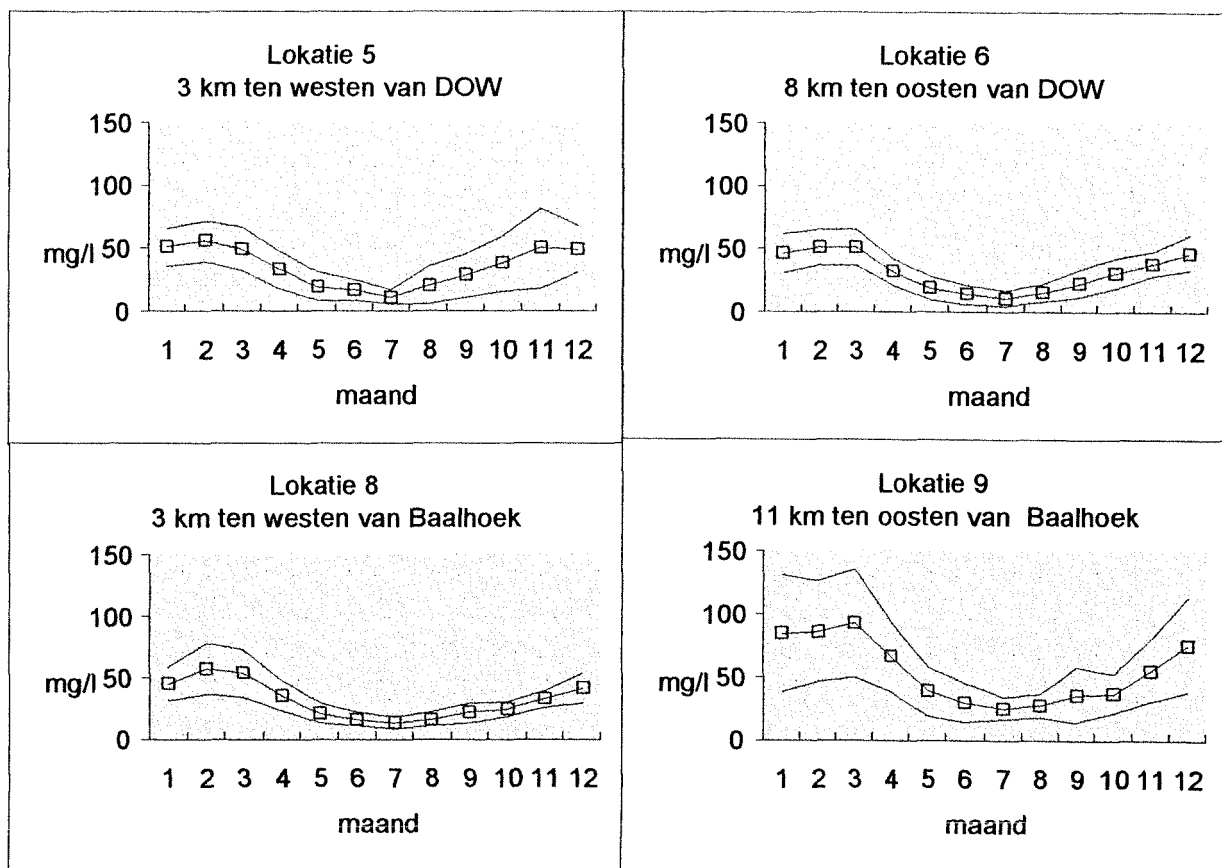 Lokatie 5
3 km ten westen van DOW
150
100
mg/l 50
0
1 2 3 4 5 6 7 8 9 10 11 12
maand
Lokatie 6
8 km ten oosten van DOW
150
100
mg/l 50
0
1 2 3 4 5 6 7 8 9 10 11 12
maand
Lokatie 8
3 km ten westen van Baalhoek
150
100
mg/l 50
0
1 2 3 4 5 6 7 8 9 10 11 12
maand
Lokatie 9
11 km ten oosten van Baalhoek
150
100
mg/l 50
0
1 2 3 4 5 6 7 8 9 10 11 12
maand